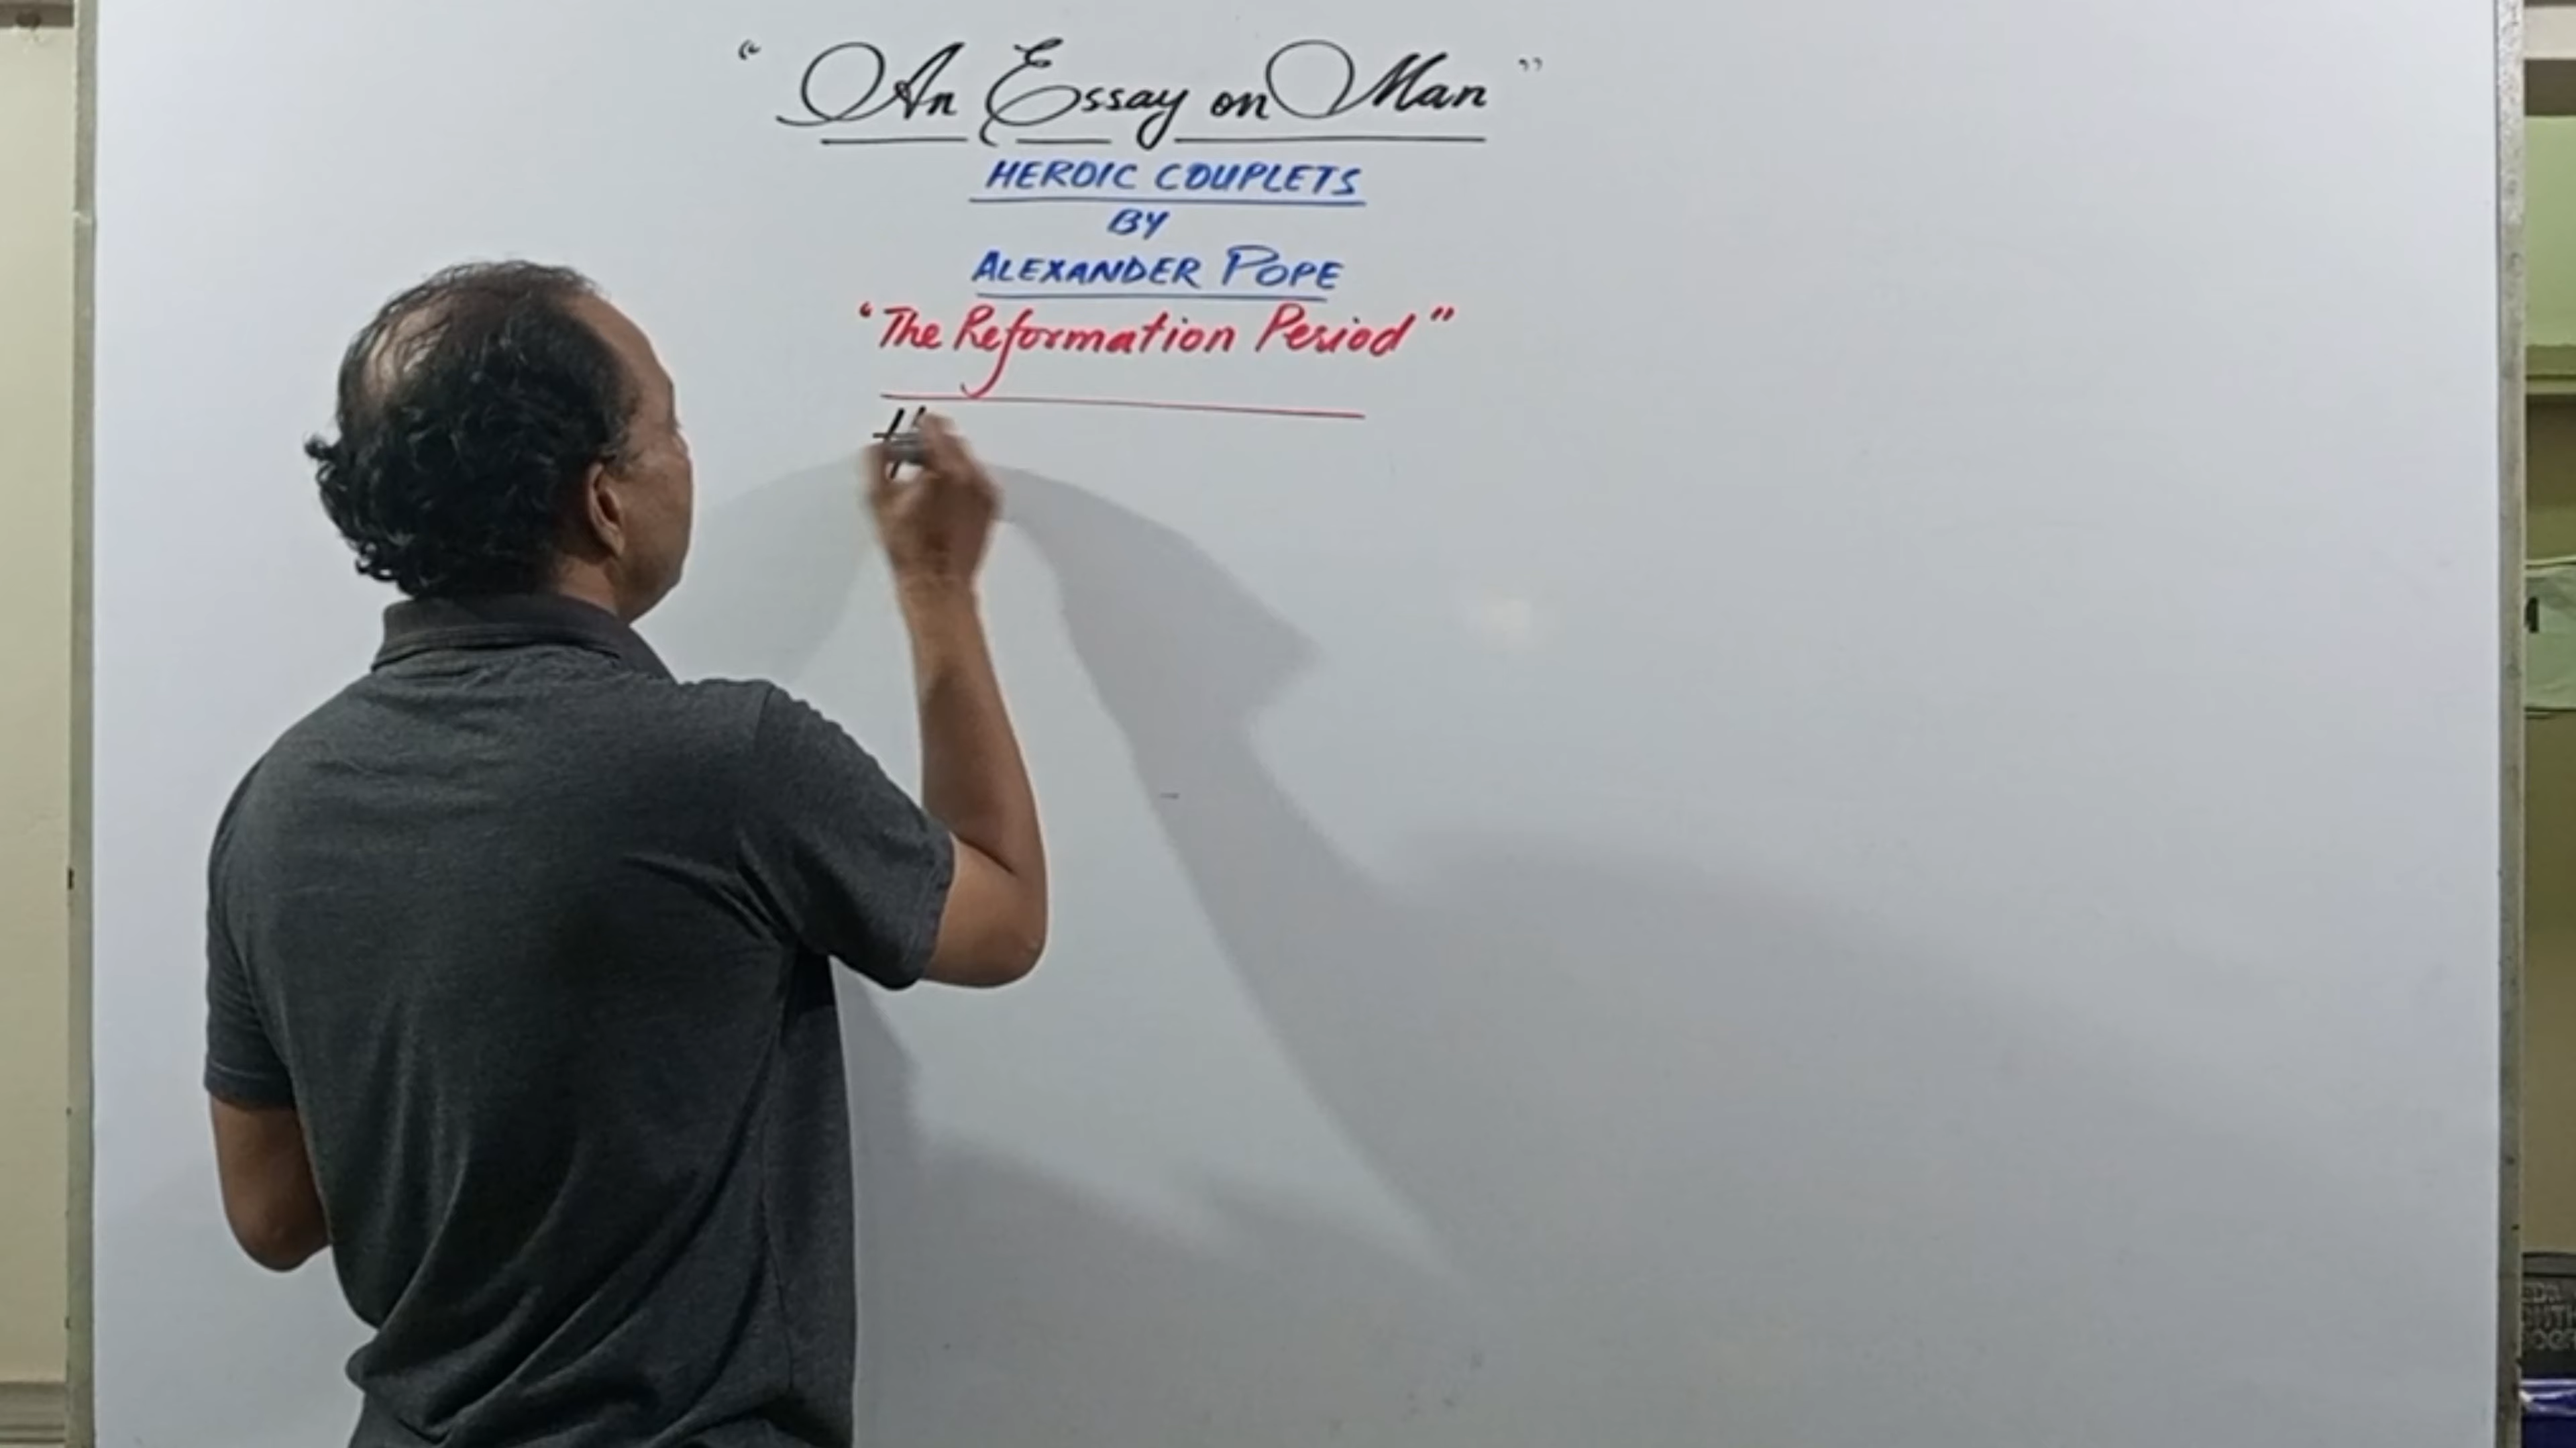 “ An Essay on Man ”
HEROIC COUPLETS
BY
ALEXANDER POPE
‘The Reformation Period”